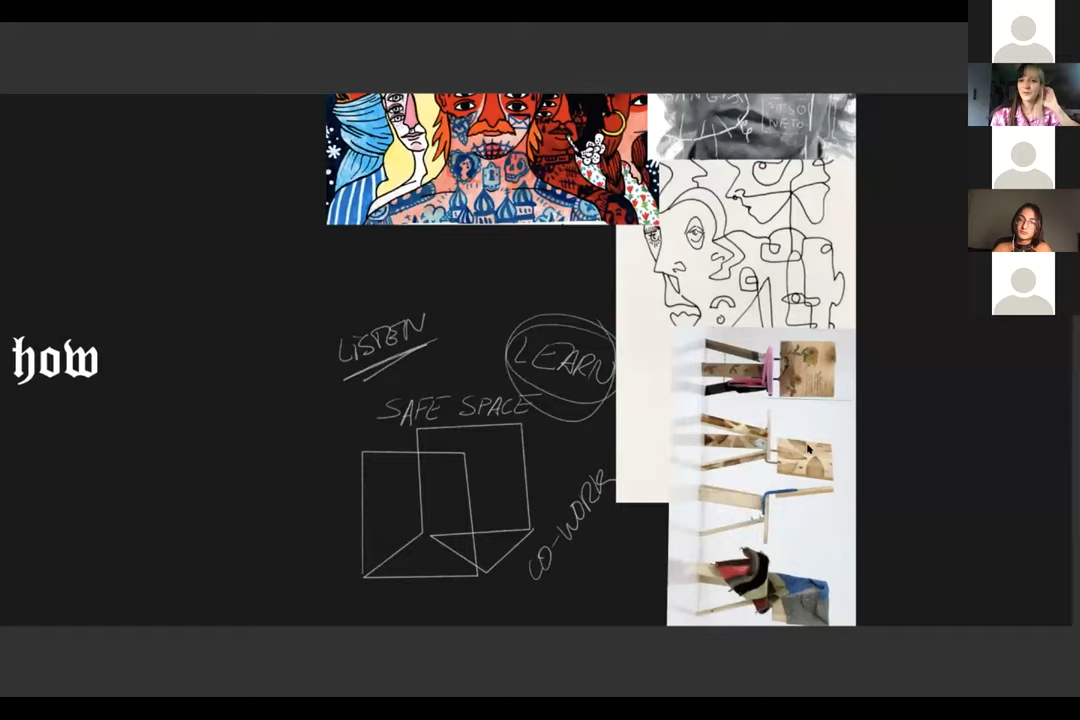 how
LISTEN
LEARN
SAFE SPACE
CO-WORK